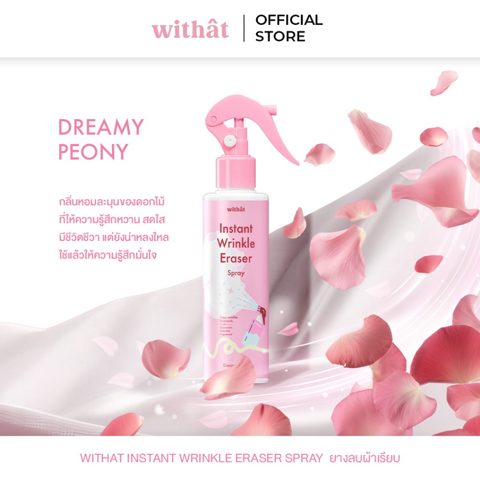 withât
OFFICIAL
STORE
DREAMY
PEONY
กลิ่นหอมละมุนของดอกไม้
ที่ให้ความรู้สึกหวาน สดใส
มีชีวิตชีวา แต่ยังน่าหลงใหล
ใช้แล้วให้ความรู้สึกมั่นใจ
withât
Instant
Wrinkle
Eraser
Spray
WITHAT INSTANT WRINKLE ERASER SPRAY ยางลบผ้าเรียบ